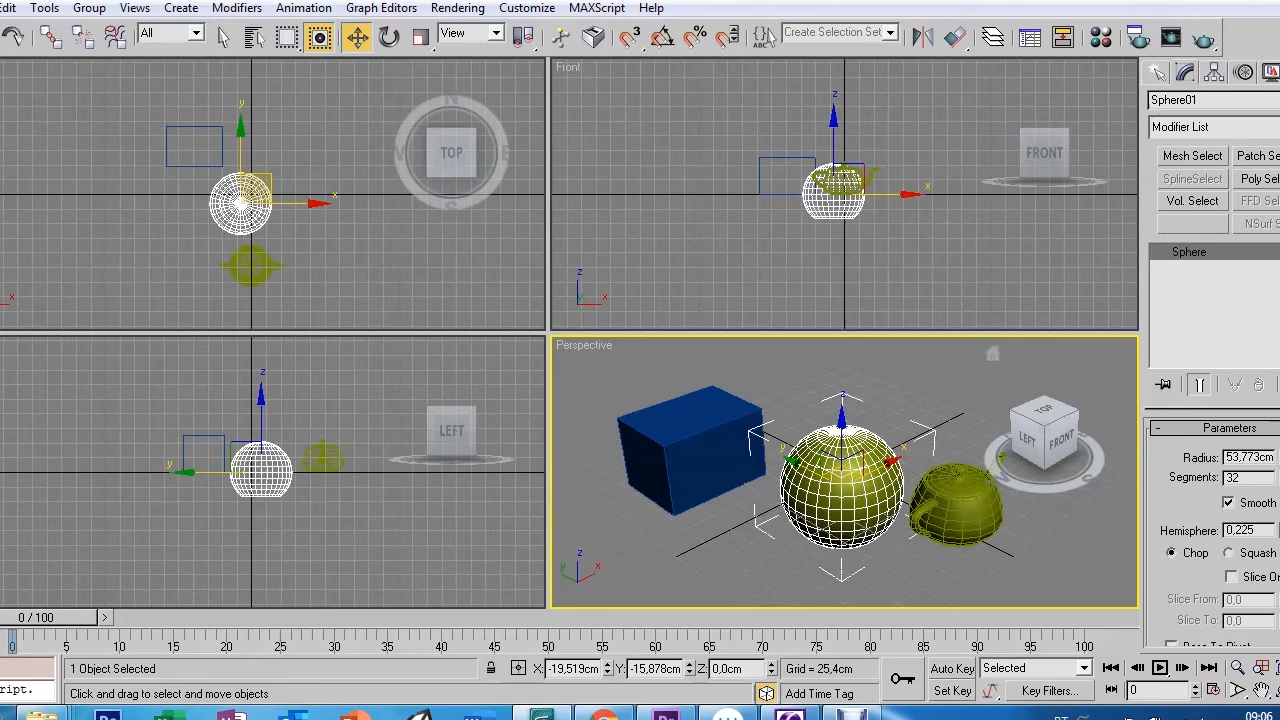 Edit Tools Group Views Create Modifiers Animation Graph Editors Rendering Customize MAXScript Help
All View 3 % ABC Create Selection Set
Front
Sphere01
Modifier List
Mesh Select Patch Se
SplineSelect Poly Sel
Vol. Select FFD Sel
NSurf S
Sphere
TOP
N
E
S
FRONT
y
x
z
x
z
y
x
x
LEFT
z
y
Perspective
TOP
LEFT
FRONT
S
z
y
x
z
y
x
Parameters
Radius: 53,773cm
Segments: 32
Smooth
Hemisphere: 0,225
Chop Squash
Slice On
Slice From: 0,0
Slice To: 0,0
0 / 100 >
0 5 10 15 20 25 30 35 40 45 50 55 60 65 70 75 80 85 90 95 100
1 Object Selected X: -19,519cm Y: -15,878cm Z: 0,0cm Grid = 25,4cm Auto Key Selected
ript. Click and drag to select and move objects Add Time Tag Set Key Key Filters... 0
PT 09:06